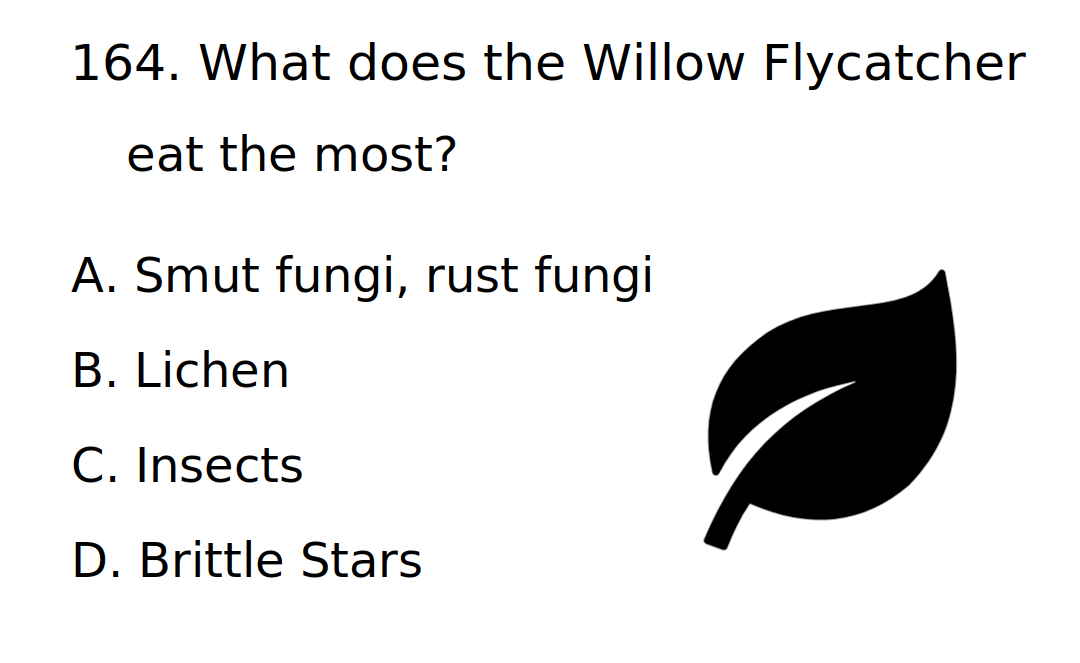 164. What does the Willow Flycatcher
eat the most?
A. Smut fungi, rust fungi
B. Lichen
C. Insects
D. Brittle Stars